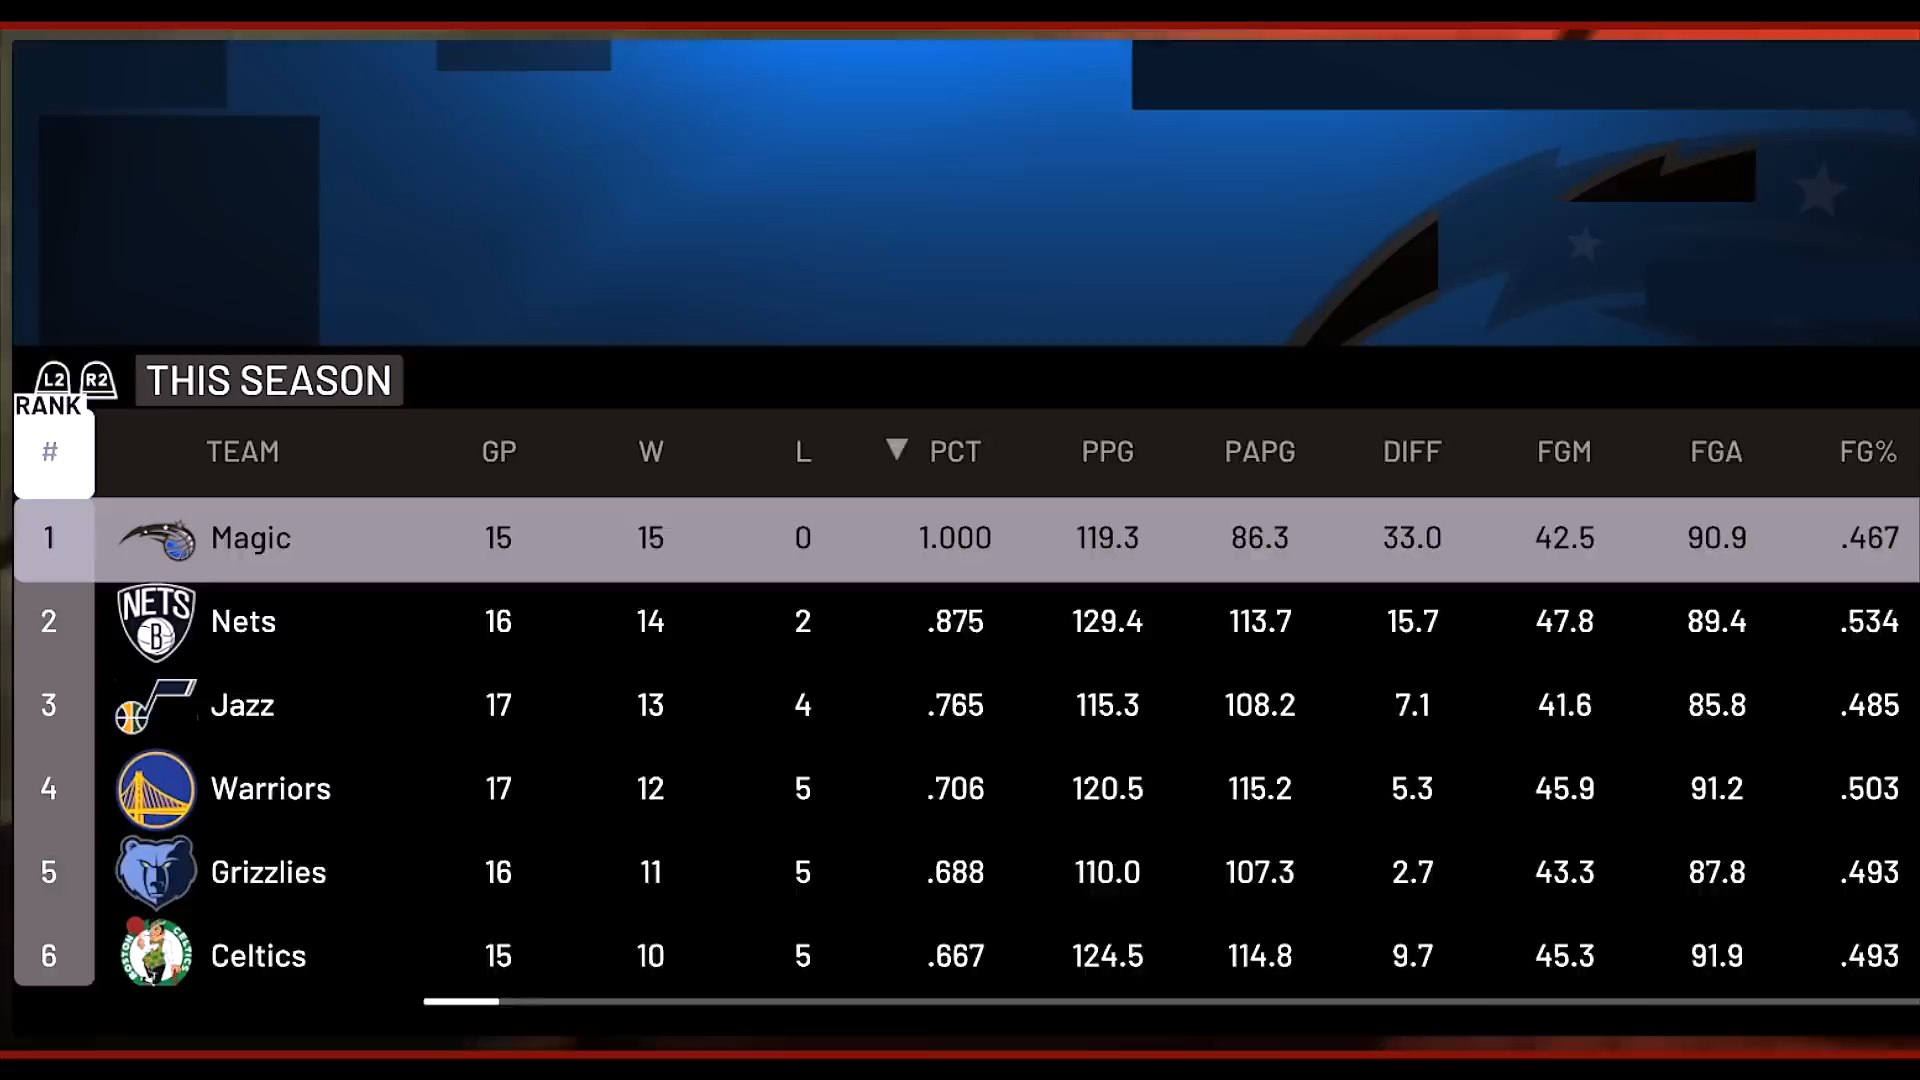 L2 R2 THIS SEASON
RANK
# TEAM GP W L ▼ PCT PPG PAPG DIFF FGM FGA FG%
1 Magic 15 15 0 1.000 119.3 86.3 33.0 42.5 90.9 .467
2 NETS B Nets 16 14 2 .875 129.4 113.7 15.7 47.8 89.4 .534
3 Jazz 17 13 4 .765 115.3 108.2 7.1 41.6 85.8 .485
4 Warriors 17 12 5 .706 120.5 115.2 5.3 45.9 91.2 .503
5 Grizzlies 16 11 5 .688 110.0 107.3 2.7 43.3 87.8 .493
6 BOSTON CELTICS Celtics 15 10 5 .667 124.5 114.8 9.7 45.3 91.9 .493